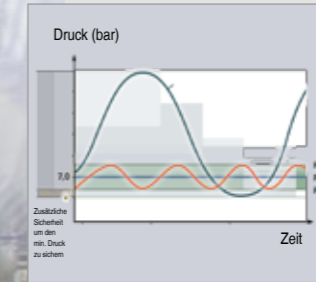 Druck (bar)
7,0
Zusätzliche
Sicherheit
um den
min. Druck
zu sichern
Zeit